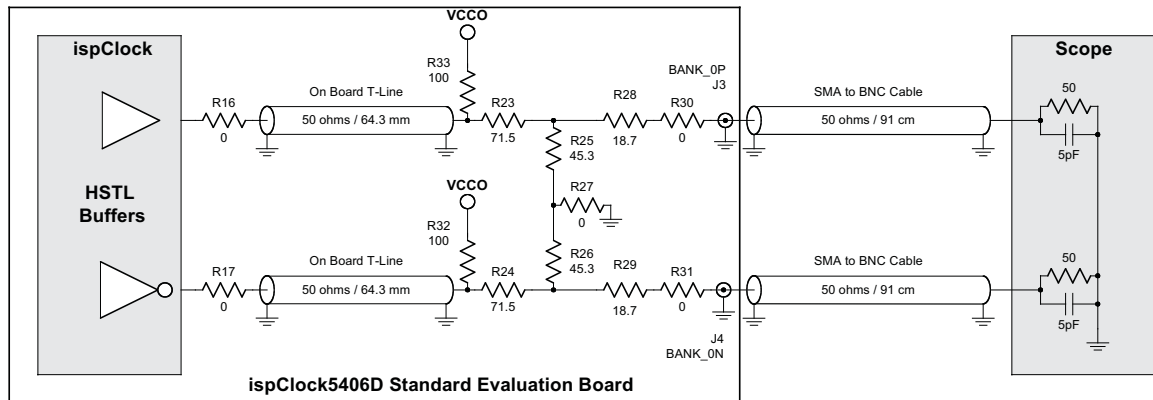 ispClock
HSTL
Buffers
R16
0
On Board T-Line
50 ohms / 64.3 mm
VCCO
R33
100
R23
71.5
R25
45.3
R28
18.7
R30
0
BANK_0P
J3
SMA to BNC Cable
50 ohms / 91 cm
Scope
50
5pF
R27
0
R17
0
On Board T-Line
50 ohms / 64.3 mm
VCCO
R32
100
R24
71.5
R26
45.3
R29
18.7
R31
0
J4
BANK_0N
SMA to BNC Cable
50 ohms / 91 cm
50
5pF
ispClock5406D Standard Evaluation Board